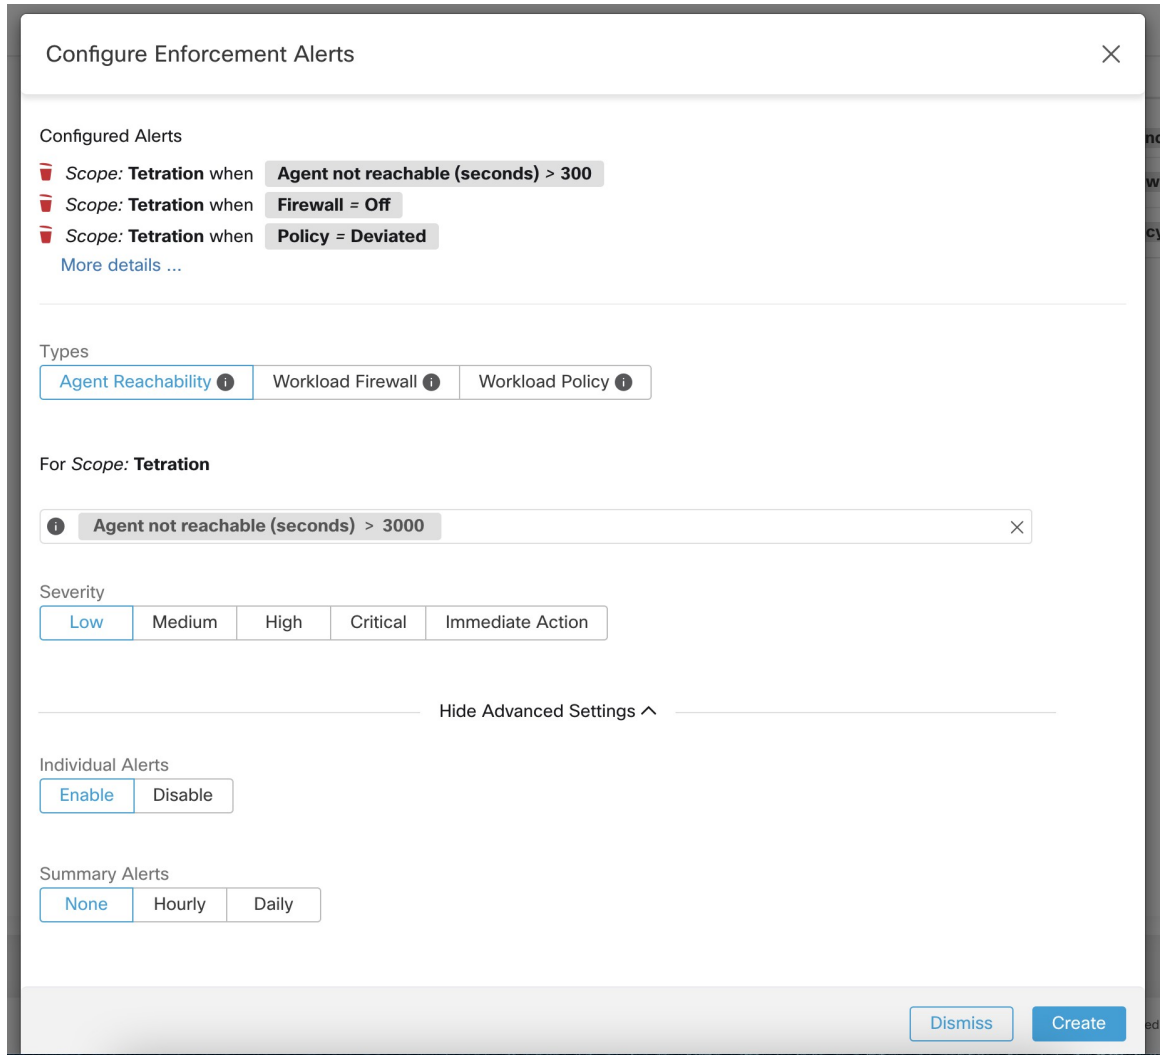 Configure Enforcement Alerts
Configured Alerts
Scope: Tetration when Agent not reachable (seconds) > 300
Scope: Tetration when Firewall = Off
Scope: Tetration when Policy = Deviated
More details ...
Types
Agent Reachability Workload Firewall Workload Policy
For Scope: Tetration
Agent not reachable (seconds) > 3000
Severity
Low Medium High Critical Immediate Action
Hide Advanced Settings
Individual Alerts
Enable Disable
Summary Alerts
None Hourly Daily
Dismiss Create